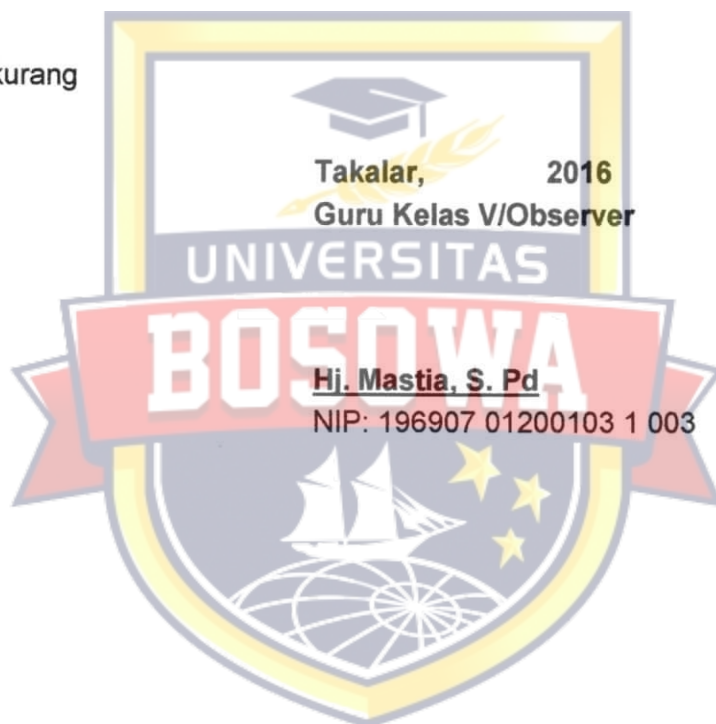 kurang
Takalar, 2016
Guru Kelas V/Observer
UNIVERSITAS
BOSOWA
Hj. Mastia, S. Pd
NIP: 196907 01200103 1 003